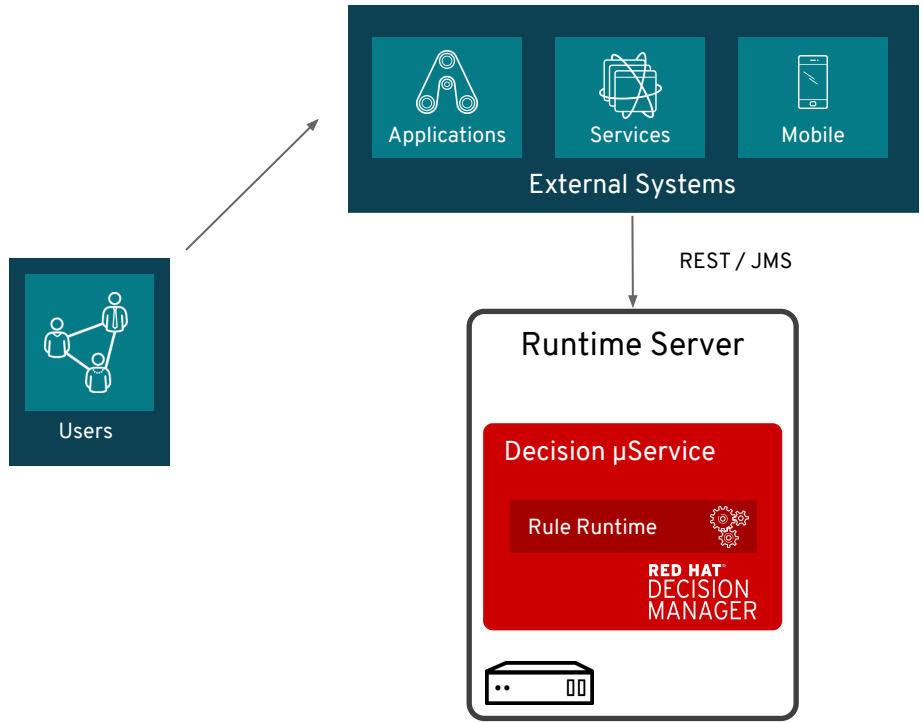 Applications
Services
Mobile
External Systems
REST / JMS
Users
Runtime Server
Decision µService
Rule Runtime
RED HAT®
DECISION
MANAGER